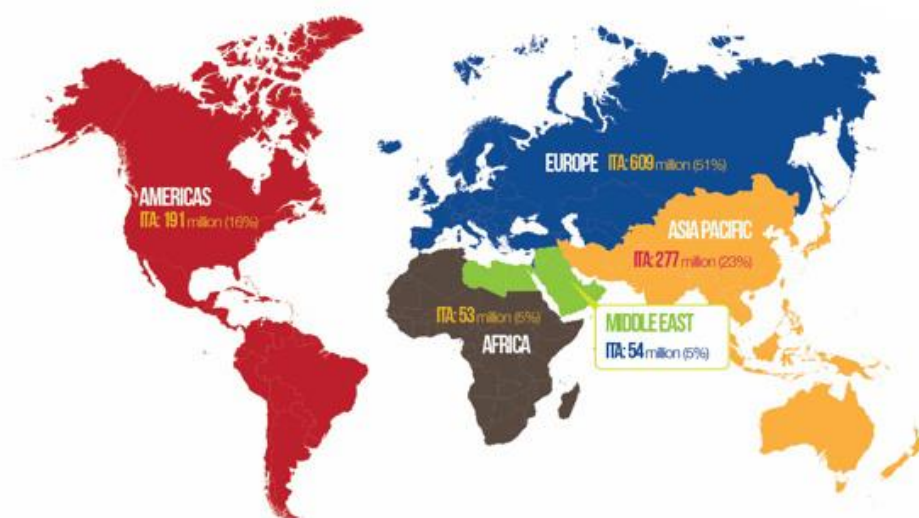 AMERICAS
ITA: 191 million (16%)
EUROPE ITA: 609 million (51%)
ASIA PACIFIC
ITA: 277 million (23%)
ITA: 53 million (5%)
AFRICA
MIDDLE EAST
ITA: 54 million (5%)